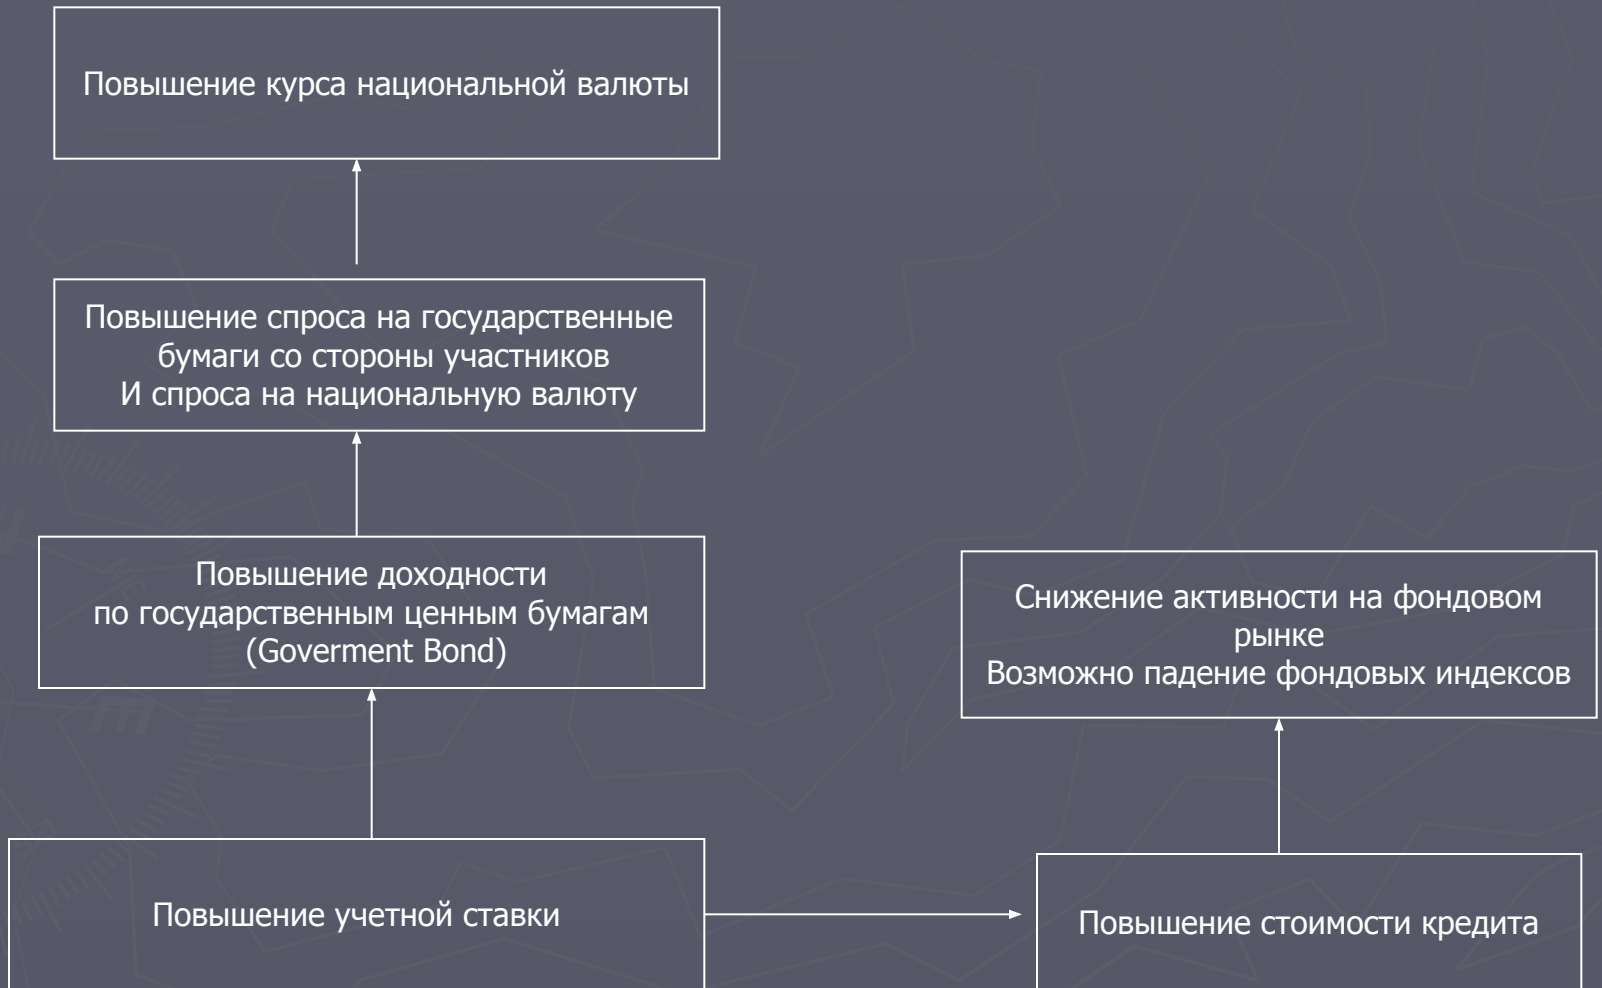 Повышение курса национальной валюты
Повышение спроса на государственные
бумаги со стороны участников
И спроса на национальную валюту
Повышение доходности
по государственным ценным бумагам
(Goverment Bond)
Снижение активности на фондовом
рынке
Возможно падение фондовых индексов
Повышение учетной ставки
Повышение стоимости кредита